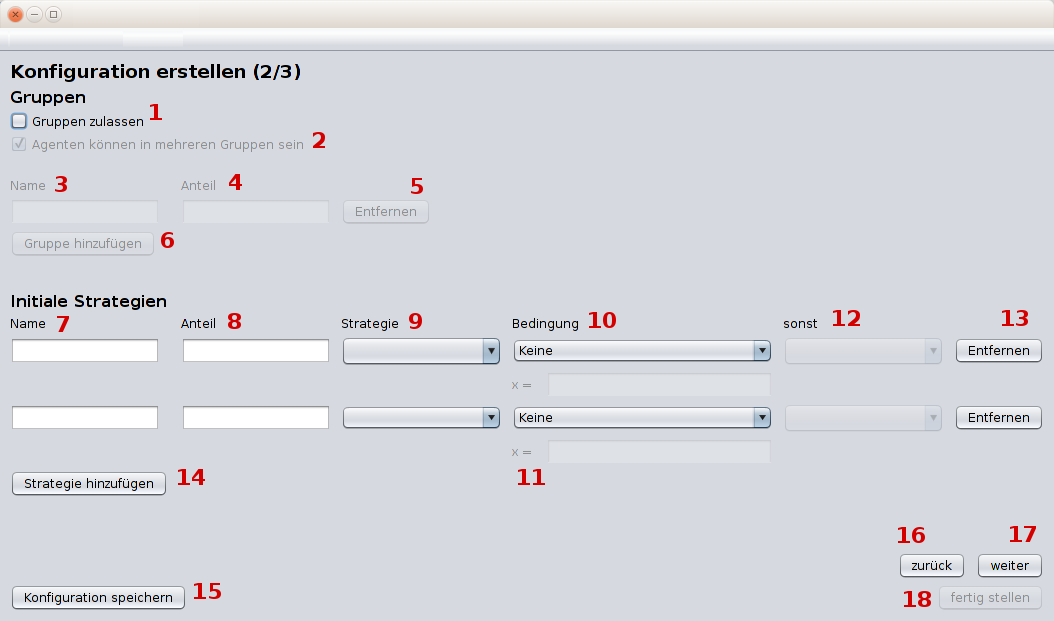 Konfiguration erstellen (2/3)
Gruppen
Gruppen zulassen 1
Agenten können in mehreren Gruppen sein 2
Name 3 Anteil 4 5
Entfernen
Gruppe hinzufügen 6
Initiale Strategien
Name 7 Anteil 8 Strategie 9 Bedingung 10 sonst 12 13
Keine Entfernen
x =
Keine Entfernen
x =
11
Strategie hinzufügen 14
16 17
zurück weiter
Konfiguration speichern 15 18 fertig stellen